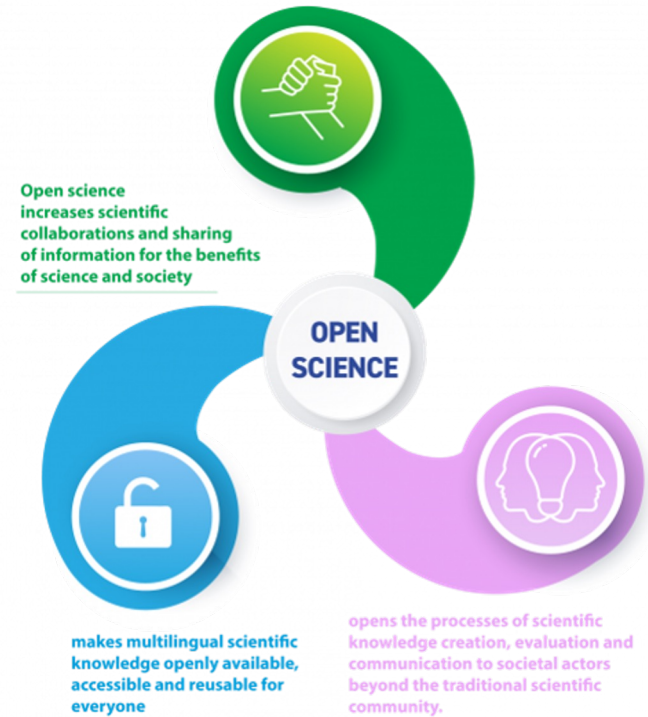 Open science
increases scientific
collaborations and sharing
of information for the benefits
of science and society
OPEN
SCIENCE
makes multilingual scientific
knowledge openly available,
accessible and reusable for
everyone
opens the processes of scientific
knowledge creation, evaluation and
communication to societal actors
beyond the traditional scientific
community.